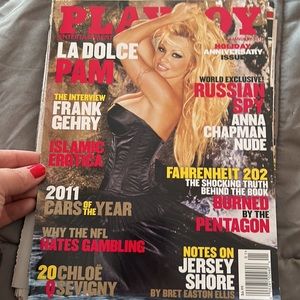 PLAYBOY
ENTERTAINMENT
HOLIDAY
ANNIVERSARY
ISSUE
LA DOLCE
PAM
WORLD EXCLUSIVE!
RUSSIAN
SPY
ANNA
CHAPMAN
NUDE
THE INTERVIEW
FRANK
GEHRY
ISLAMIC
EROTICA
FAHRENHEIT 202
THE SHOCKING TRUTH
BEHIND THE BOOK
BURNED
BY THE
PENTAGON
2011
CARS OF THE
YEAR
WHY THE NFL
HATES GAMBLING
NOTES ON
JERSEY
SHORE
BY BRET EASTON ELLIS
20 CHLOË
Q SEVIGNY